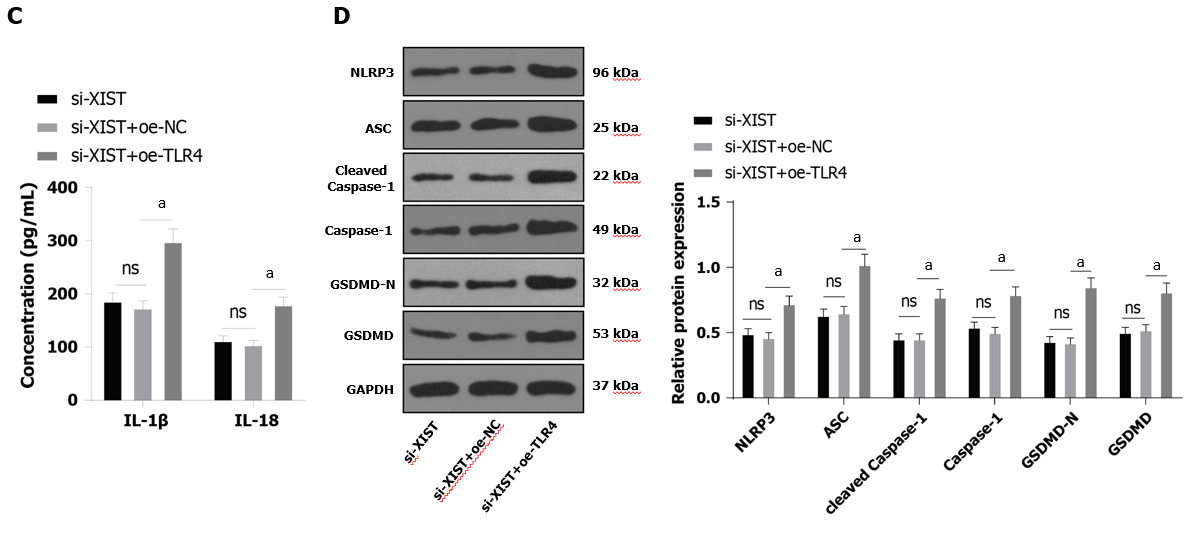 C
D
si-XIST
si-XIST+oe-NC
si-XIST+oe-TLR4
Concentration (pg/mL)
400
300
200
100
0
ns
a
ns
a
IL-1β
IL-18
NLRP3
96 kDa
ASC
25 kDa
Cleaved
Caspase-1
22 kDa
Caspase-1
49 kDa
GSDMD-N
32 kDa
GSDMD
53 kDa
GAPDH
37 kDa
si-XIST
si-XIST+oe-NC
si-XIST+oe-TLR4
si-XIST
si-XIST+oe-NC
si-XIST+oe-TLR4
Relative protein expression
1.5
1.0
0.5
0.0
ns
a
ns
a
ns
a
ns
a
ns
a
ns
a
NLRP3
ASC
cleaved Caspase-1
Caspase-1
GSDMD-N
GSDMD